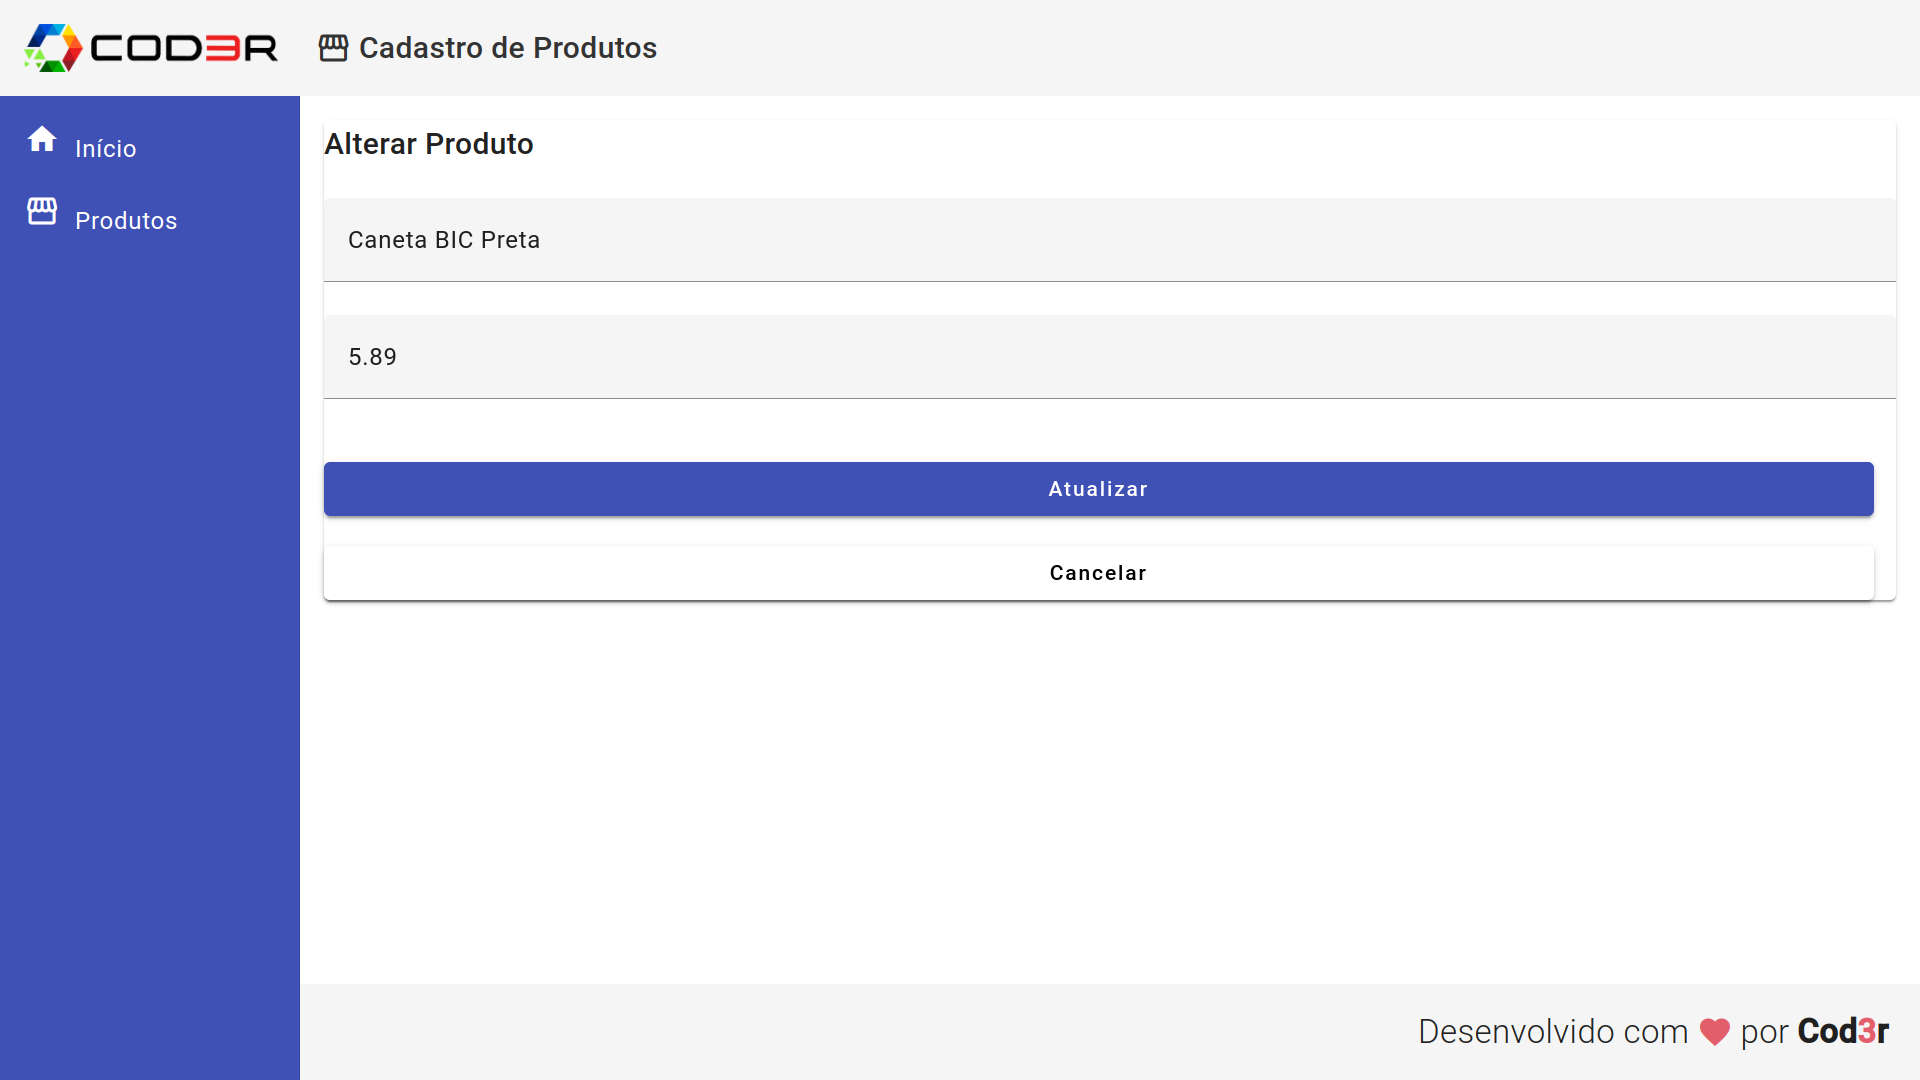 COD3R
Cadastro de Produtos
Início
Produtos
Alterar Produto
Caneta BIC Preta
5.89
Atualizar
Cancelar
Desenvolvido com por Cod3r